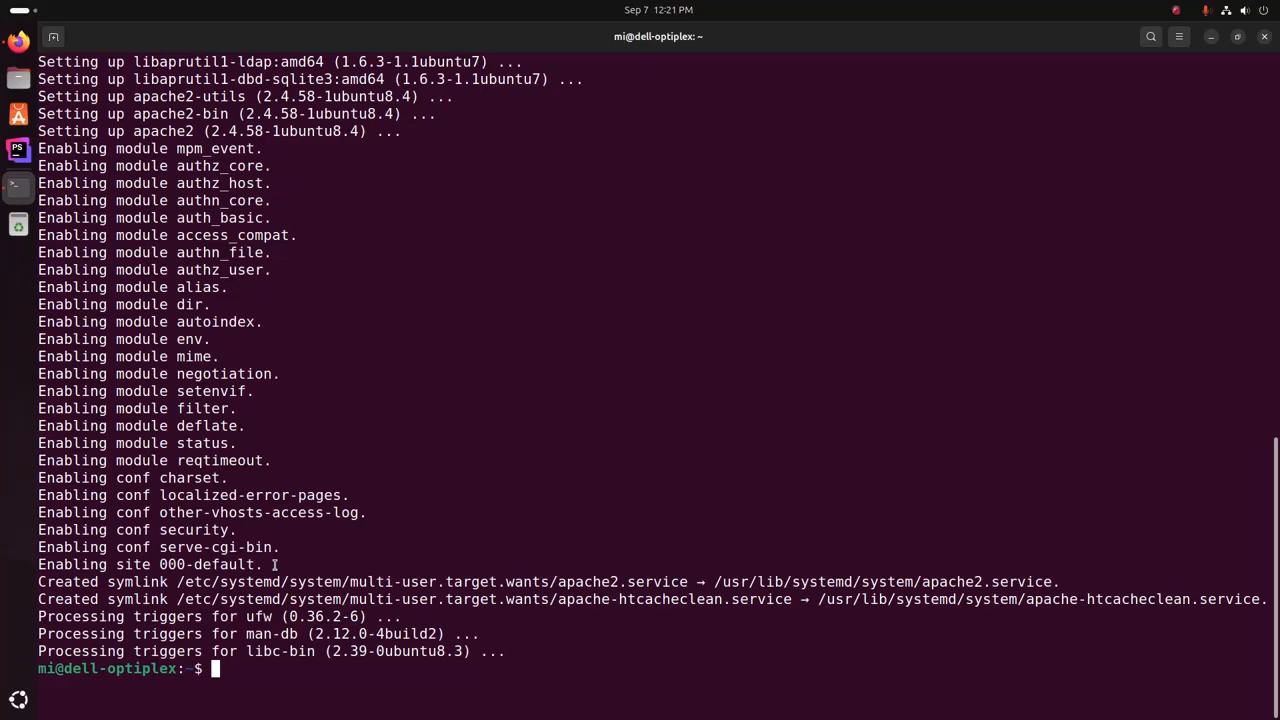 Sep 7 12:21 PM
mi@dell-optiplex: ~
Setting up libaprutil1-ldap:amd64 (1.6.3-1.1ubuntu7) ...
Setting up libaprutil1-dbd-sqlite3:amd64 (1.6.3-1.1ubuntu7) ...
Setting up apache2-utils (2.4.58-1ubuntu8.4) ...
Setting up apache2-bin (2.4.58-1ubuntu8.4) ...
Setting up apache2 (2.4.58-1ubuntu8.4) ...
Enabling module mpm_event.
Enabling module authz_core.
Enabling module authz_host.
Enabling module authn_core.
Enabling module auth_basic.
Enabling module access_compat.
Enabling module authn_file.
Enabling module authz_user.
Enabling module alias.
Enabling module dir.
Enabling module autoindex.
Enabling module env.
Enabling module mime.
Enabling module negotiation.
Enabling module setenvif.
Enabling module filter.
Enabling module deflate.
Enabling module status.
Enabling module reqtimeout.
Enabling conf charset.
Enabling conf localized-error-pages.
Enabling conf other-vhosts-access-log.
Enabling conf security.
Enabling conf serve-cgi-bin.
Enabling site 000-default.
Created symlink /etc/systemd/system/multi-user.target.wants/apache2.service → /usr/lib/systemd/system/apache2.service.
Created symlink /etc/systemd/system/multi-user.target.wants/apache-htcacheclean.service → /usr/lib/systemd/system/apache-htcacheclean.service.
Processing triggers for ufw (0.36.2-6) ...
Processing triggers for man-db (2.12.0-4build2) ...
Processing triggers for libc-bin (2.39-0ubuntu8.3) ...
mi@dell-optiplex:~$
PS